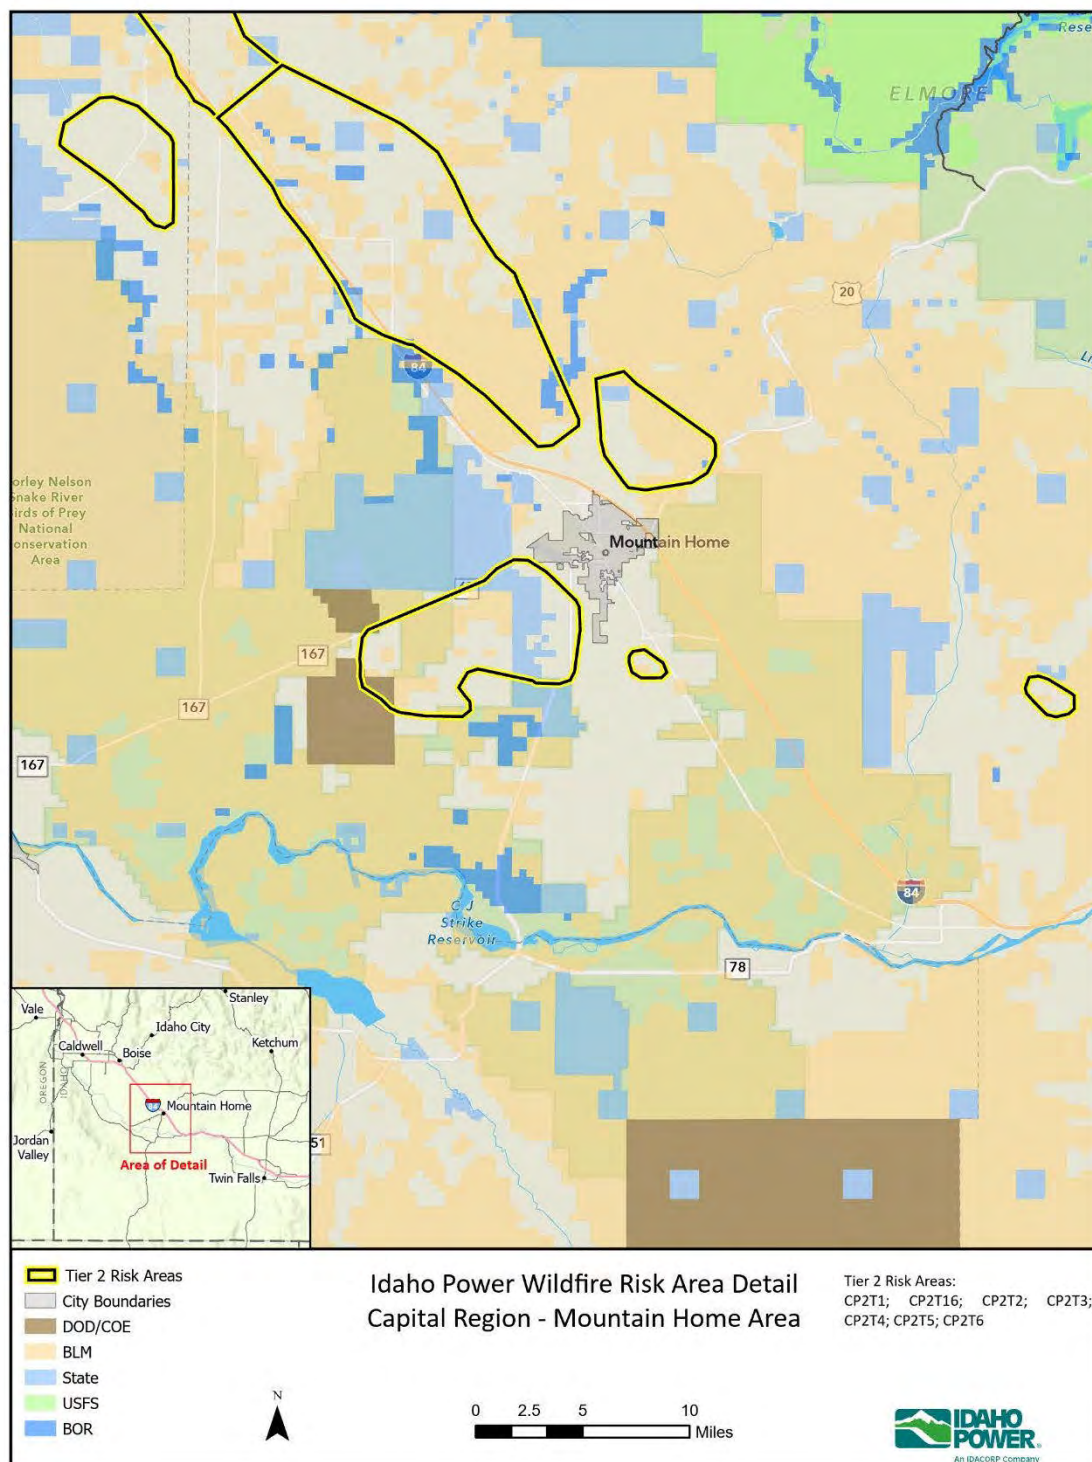 Rese
ELMORE
20
Li
84
orley Nelson
Snake River
Birds of Prey
National
onservation
Area
Mountain Home
167
167
167
84
C J
Strike
Reservoir
78
51
Stanley
Vale
Idaho City
Caldwell
Boise
Ketchum
OREGON
IDAHO
Mountain Home
Jordan
Valley
Area of Detail
Twin Falls
Tier 2 Risk Areas
City Boundaries
DOD/COE
BLM
State
USFS
BOR
Idaho Power Wildfire Risk Area Detail
Capital Region - Mountain Home Area
N
0 2.5 5 10
Miles
Tier 2 Risk Areas:
CP2T1; CP2T16; CP2T2; CP2T3;
CP2T4; CP2T5; CP2T6
IDAHO
POWER®
An IDACORP Company